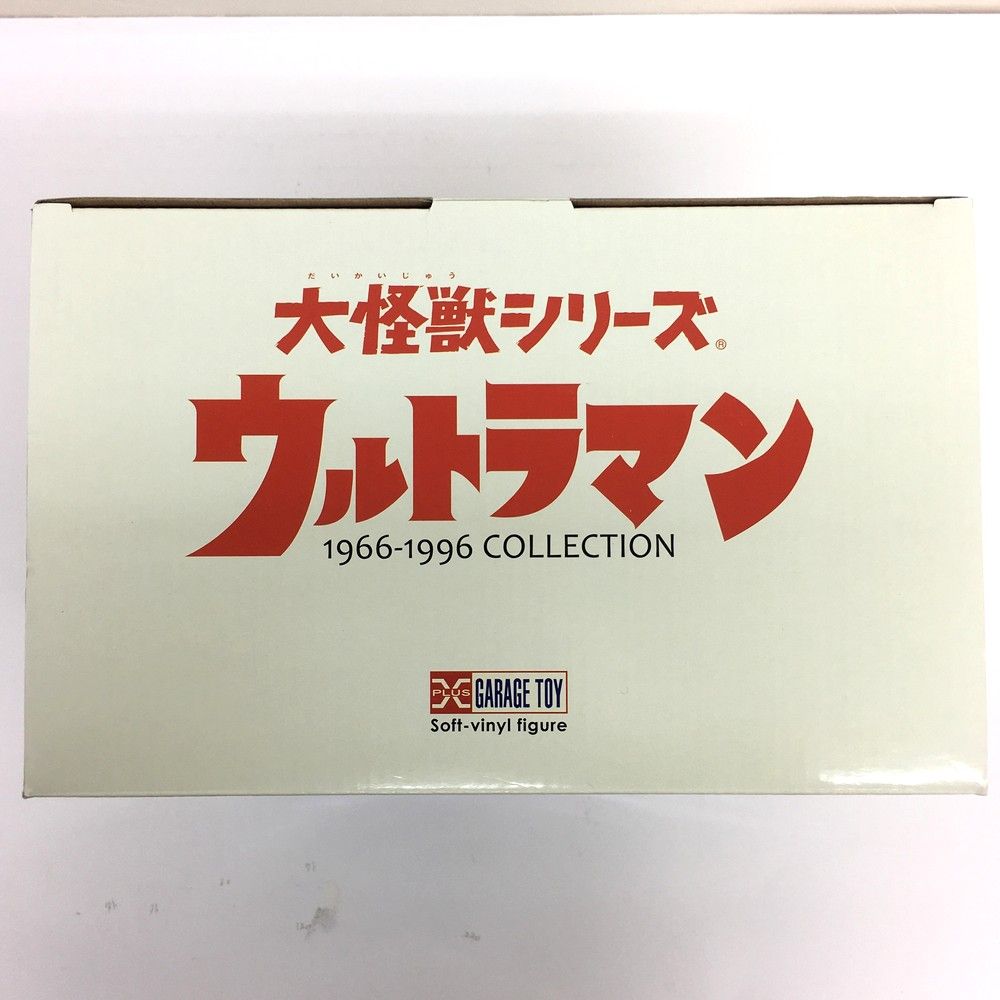 だいかいじゅう
大怪獣シリーズ®
ウルトラマン
1966-1996 COLLECTION
X PLUS GARAGE TOY
Soft-vinyl figure